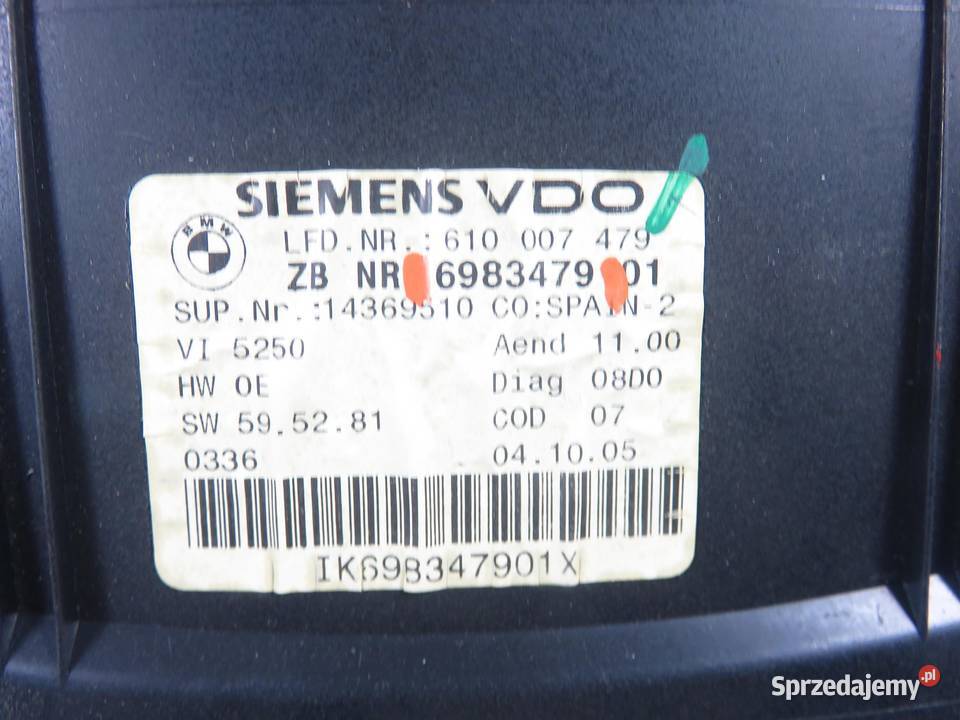 SIEMENS VDO
BMW
LFD.NR.: 610 007 479
ZB NR 6983479 01
SUP.Nr.:14369510 CO:SPAIN-2
VI 5250 Aend 11.00
HW 0E Diag 08D0
SW 59.52.81 COD 07
0336 04.10.05
IK698347901X
Sprzedajemy.pl